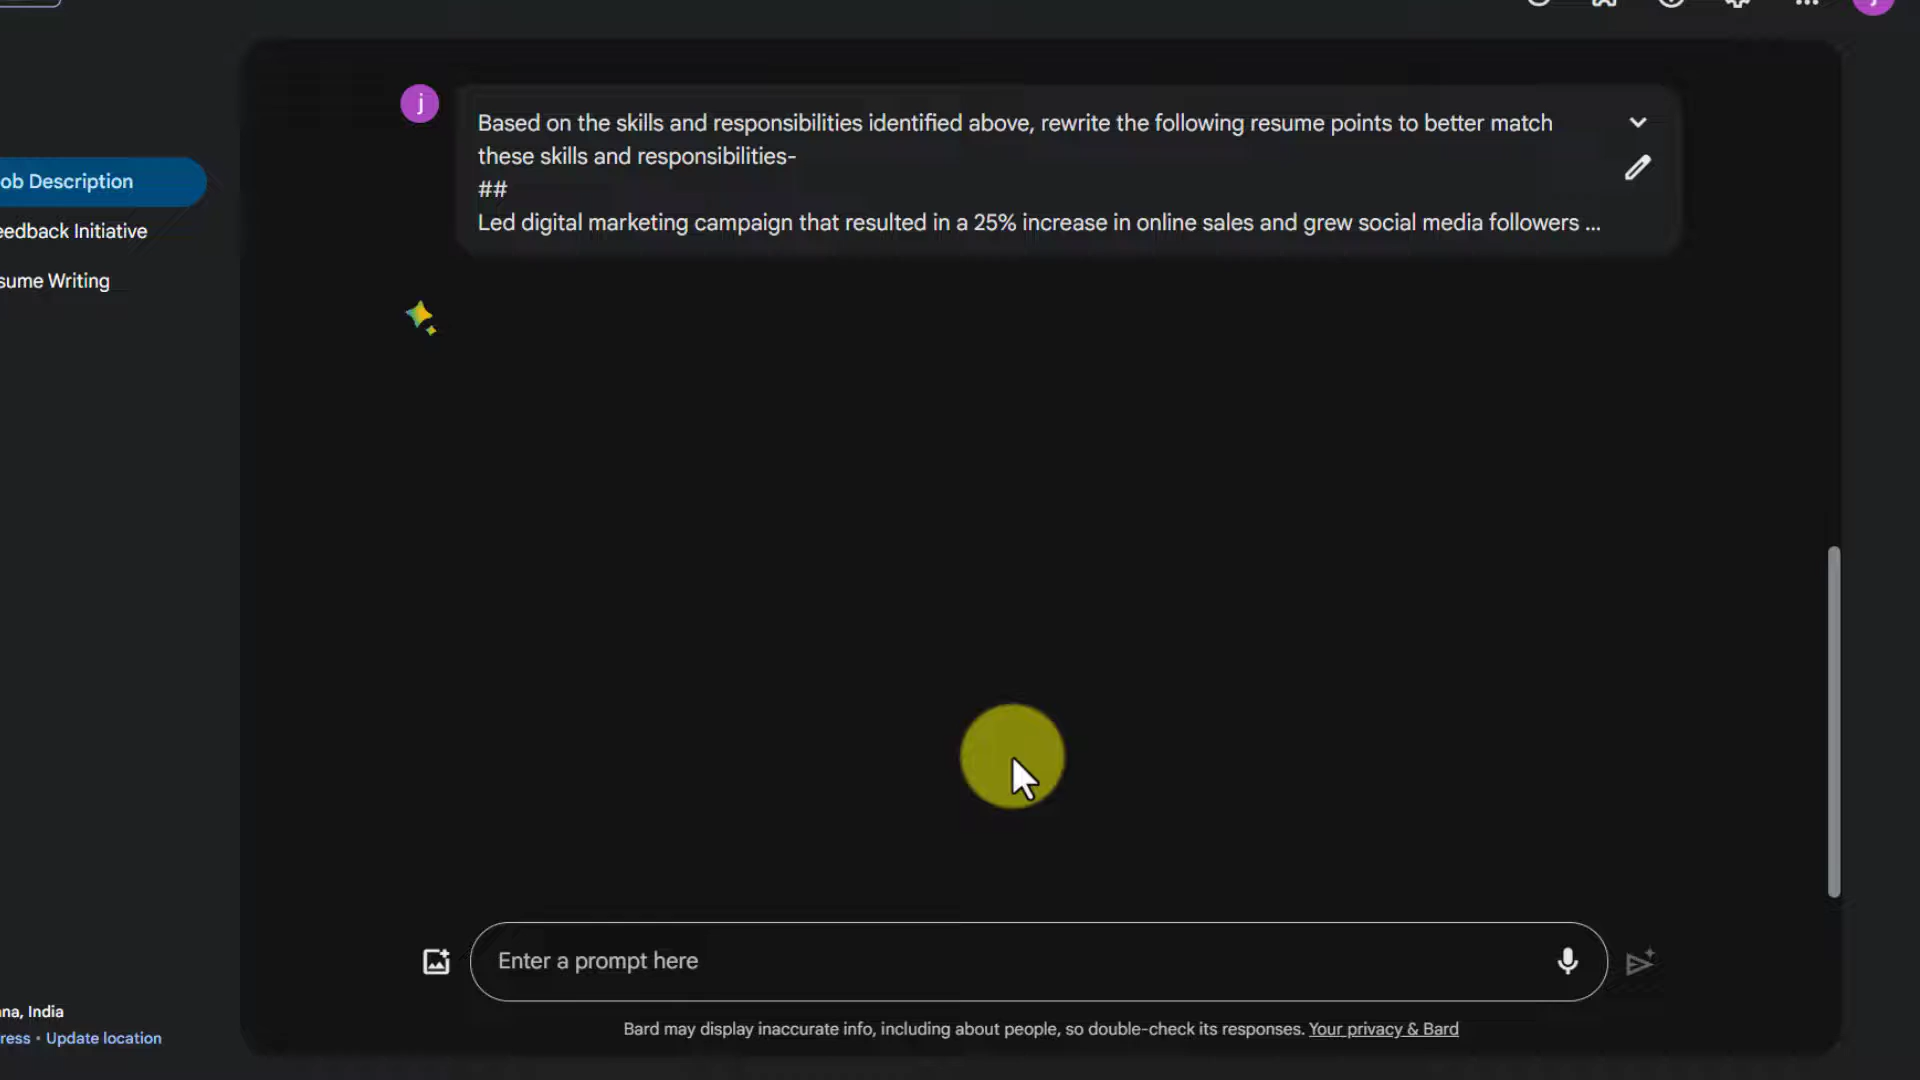 j
Based on the skills and responsibilities identified above, rewrite the following resume points to better match
these skills and responsibilities-
##
Led digital marketing campaign that resulted in a 25% increase in online sales and grew social media followers ...
ob Description
eedback Initiative
sume Writing
Enter a prompt here
na, India
ress • Update location
Bard may display inaccurate info, including about people, so double-check its responses. Your privacy & Bard